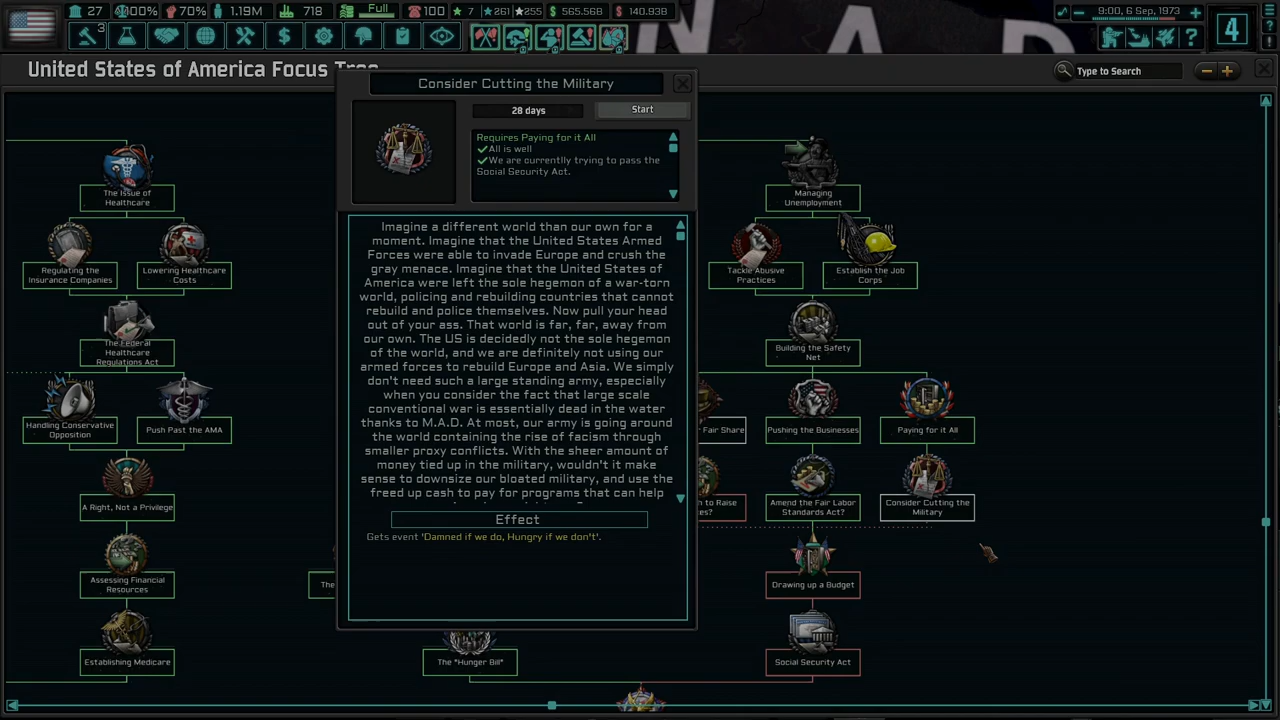 27
100%
70%
1.19M
718
Full
100
7
261
255
565.56B
140.93B
9:00, 6 Sep, 1973
4
3
United States of America Focus Tree
Type to Search
Consider Cutting the Military
28 days
Start
Requires Paying for it All
All is well
We are currentlly trying to pass the
Social Security Act.
Imagine a different world than our own for a
moment. Imagine that the United States Armed
Forces were able to invade Europe and crush the
gray menace. Imagine that the United States of
America were left the sole hegemon of a war-torn
world, policing and rebuilding countries that cannot
rebuild and police themselves. Now pull your head
out of your ass. That world is far, far, away from
our own. The US is decidedly not the sole hegemon
of the world, and we are definitely not using our
armed forces to rebuild Europe and Asia. We simply
don't need such a large standing army, especially
when you consider the fact that large scale
conventional war is essentially dead in the water
thanks to M.A.D. At most, our army is going around
the world containing the rise of facism through
smaller proxy conflicts. With the sheer amount of
money tied up in the military, wouldn't it make
sense to downsize our bloated military, and use the
freed up cash to pay for programs that can help
Effect
Gets event 'Damned if we do, Hungry if we don't'.
The Issue of
Healthcare
Regulating the
Insurance Companies
Lowering Healthcare
Costs
The Federal
Healthcare
Regulations Act
Handling Conservative
Opposition
Push Past the AMA
A Right, Not a Privilege
Assessing Financial
Resources
Establishing Medicare
The
The "Hunger Bill"
Fair Share
to Raise
Managing
Unemployment
Tackle Abusive
Practices
Establish the Job
Corps
Building the Safety
Net
Pushing the Businesses
Paying for it All
Amend the Fair Labor
Standards Act?
Consider Cutting the
Military
Drawing up a Budget
Social Security Act